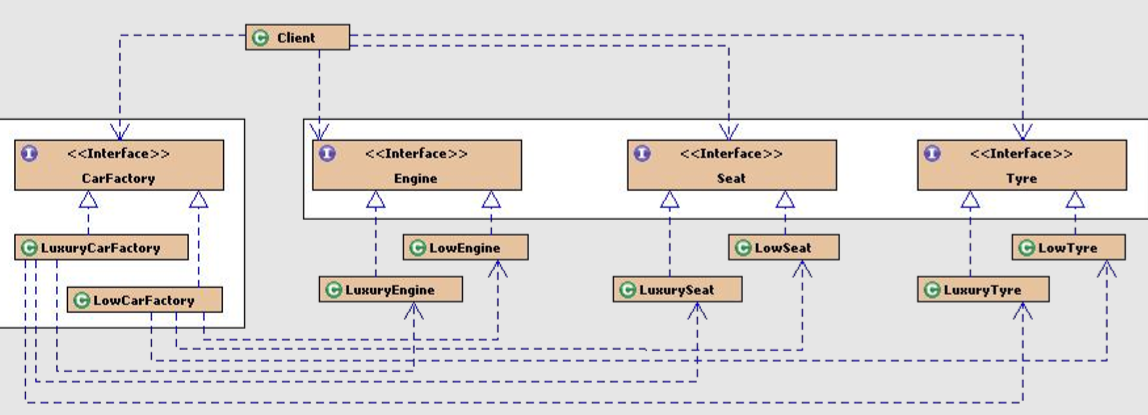 C Client
I <<Interface>>
CarFactory
I <<Interface>>
Engine
I <<Interface>>
Seat
I <<Interface>>
Tyre
C LuxuryCarFactory
C LowEngine
C LowSeat
C LowTyre
C LowCarFactory
C LuxuryEngine
C LuxurySeat
C LuxuryTyre